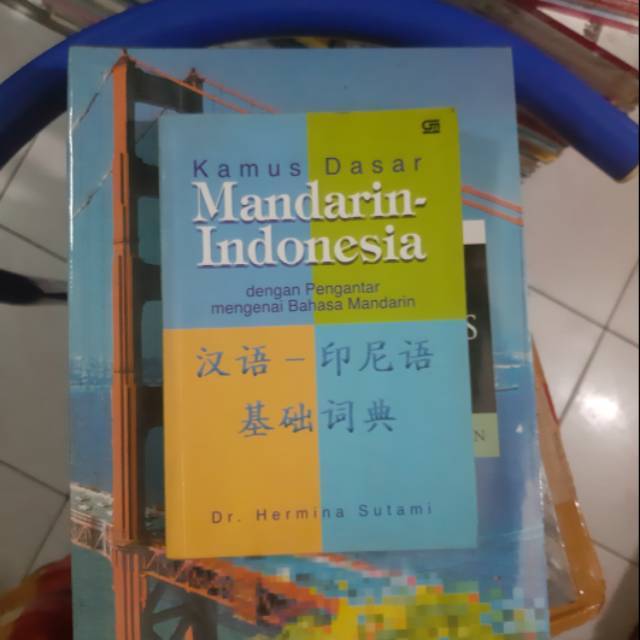 Kamus Dasar
Mandarin-
Indonesia
dengan Pengantar
mengenai Bahasa Mandarin
汉语 – 印尼语
基础词典
Dr. Hermina Sutami
S
N